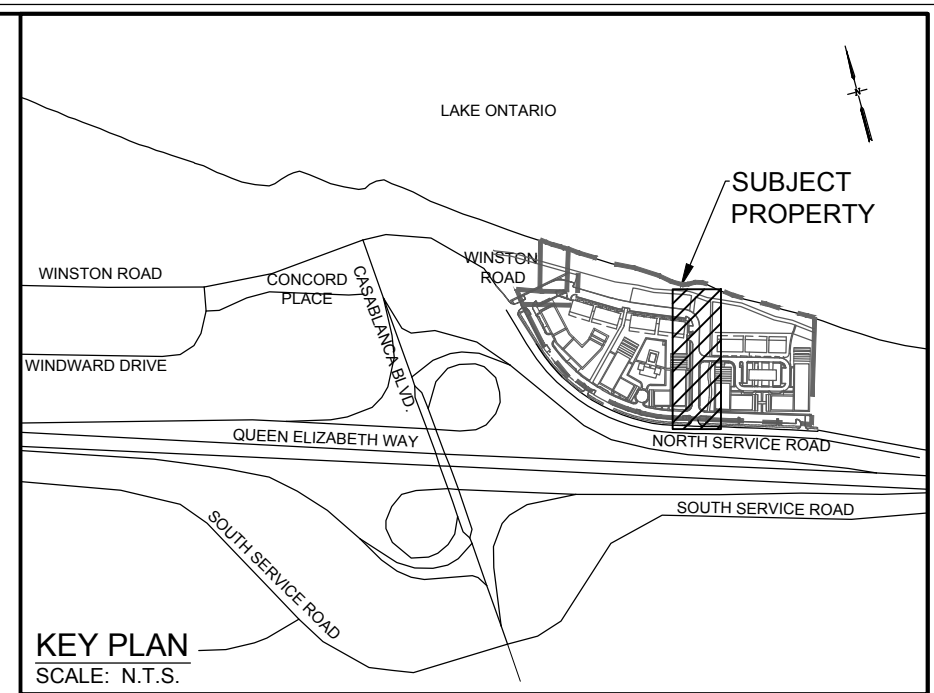 LAKE ONTARIO
N
SUBJECT
PROPERTY
WINSTON ROAD
CONCORD
PLACE
CASABLANCA BLVD.
WINSTON
ROAD
WINDWARD DRIVE
QUEEN ELIZABETH WAY
NORTH SERVICE ROAD
SOUTH SERVICE ROAD
SOUTH SERVICE ROAD
KEY PLAN
SCALE: N.T.S.